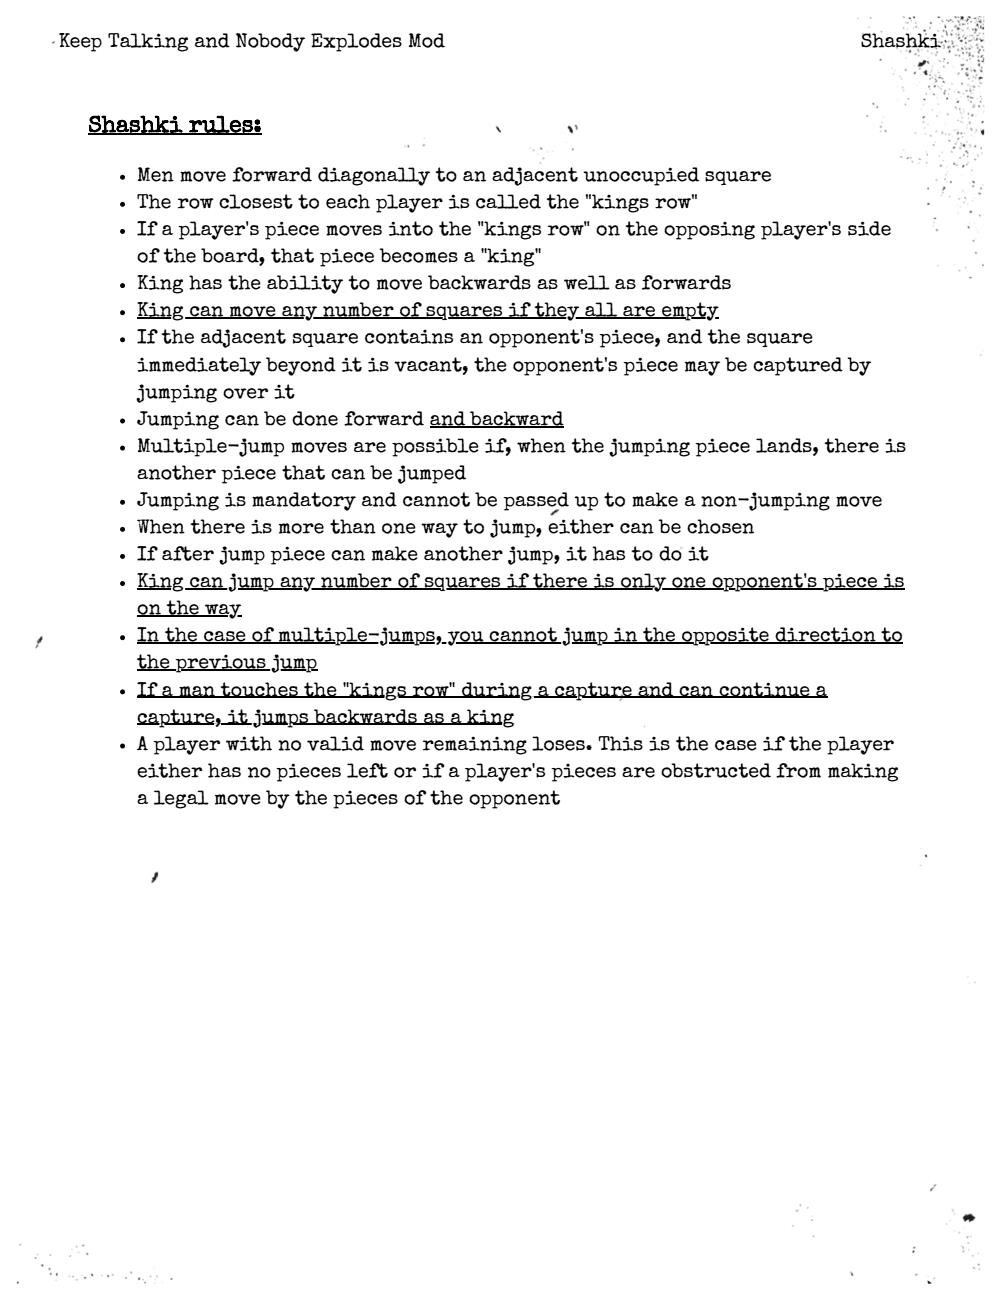 Keep Talking and Nobody Explodes Mod
Shashki
Shashki rules:
• Men move forward diagonally to an adjacent unoccupied square
• The row closest to each player is called the "kings row"
• If a player's piece moves into the "kings row" on the opposing player's side
of the board, that piece becomes a "king"
• King has the ability to move backwards as well as forwards
• King can move any number of squares if they all are empty
• If the adjacent square contains an opponent's piece, and the square
immediately beyond it is vacant, the opponent's piece may be captured by
jumping over it
• Jumping can be done forward and backward
• Multiple-jump moves are possible if, when the jumping piece lands, there is
another piece that can be jumped
• Jumping is mandatory and cannot be passed up to make a non-jumping move
• When there is more than one way to jump, either can be chosen
• If after jump piece can make another jump, it has to do it
• King can jump any number of squares if there is only one opponent's piece is
on the way
• In the case of multiple-jumps, you cannot jump in the opposite direction to
the previous jump
• If a man touches the "kings row" during a capture and can continue a
capture, it jumps backwards as a king
• A player with no valid move remaining loses. This is the case if the player
either has no pieces left or if a player's pieces are obstructed from making
a legal move by the pieces of the opponent